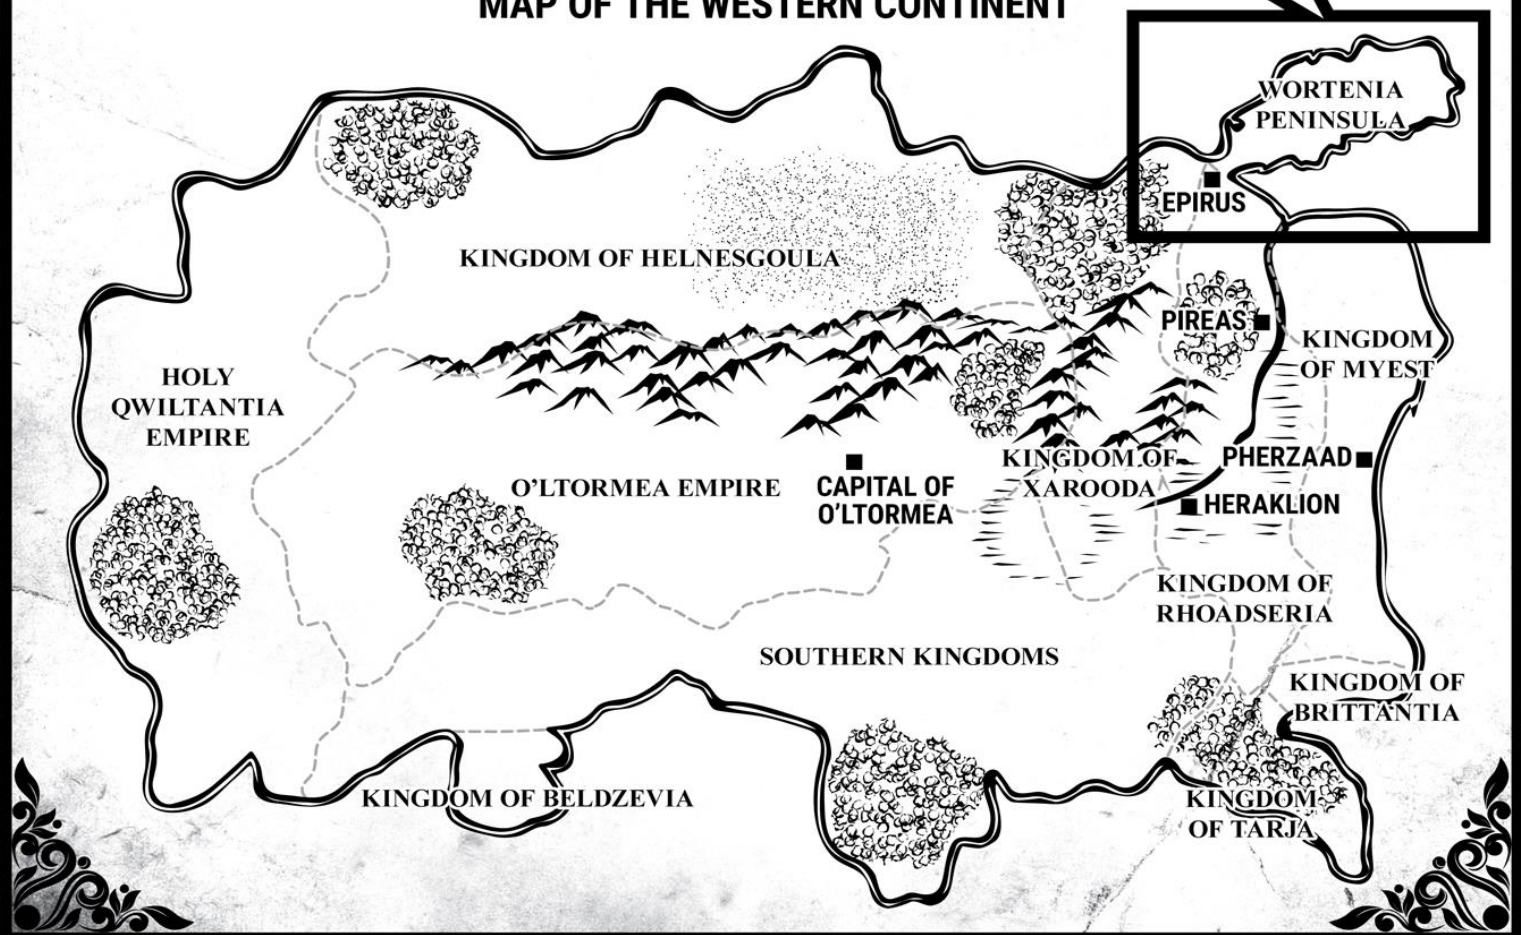 MAP OF THE WESTERN CONTINENT
WORTENIA
PENINSULA
EPIRUS
KINGDOM OF HELNESGOULA
PIREAS
KINGDOM
OF MYEST
HOLY
QWILTANTIA
EMPIRE
KINGDOM OF
XAROODA
PHERZAAD
O'LTORMEA EMPIRE
CAPITAL OF
O'LTORMEA
HERAKLION
KINGDOM OF
RHOADSERIA
SOUTHERN KINGDOMS
KINGDOM OF
BRITTANTIA
KINGDOM OF BELDZEVIA
KINGDOM
OF TARJA